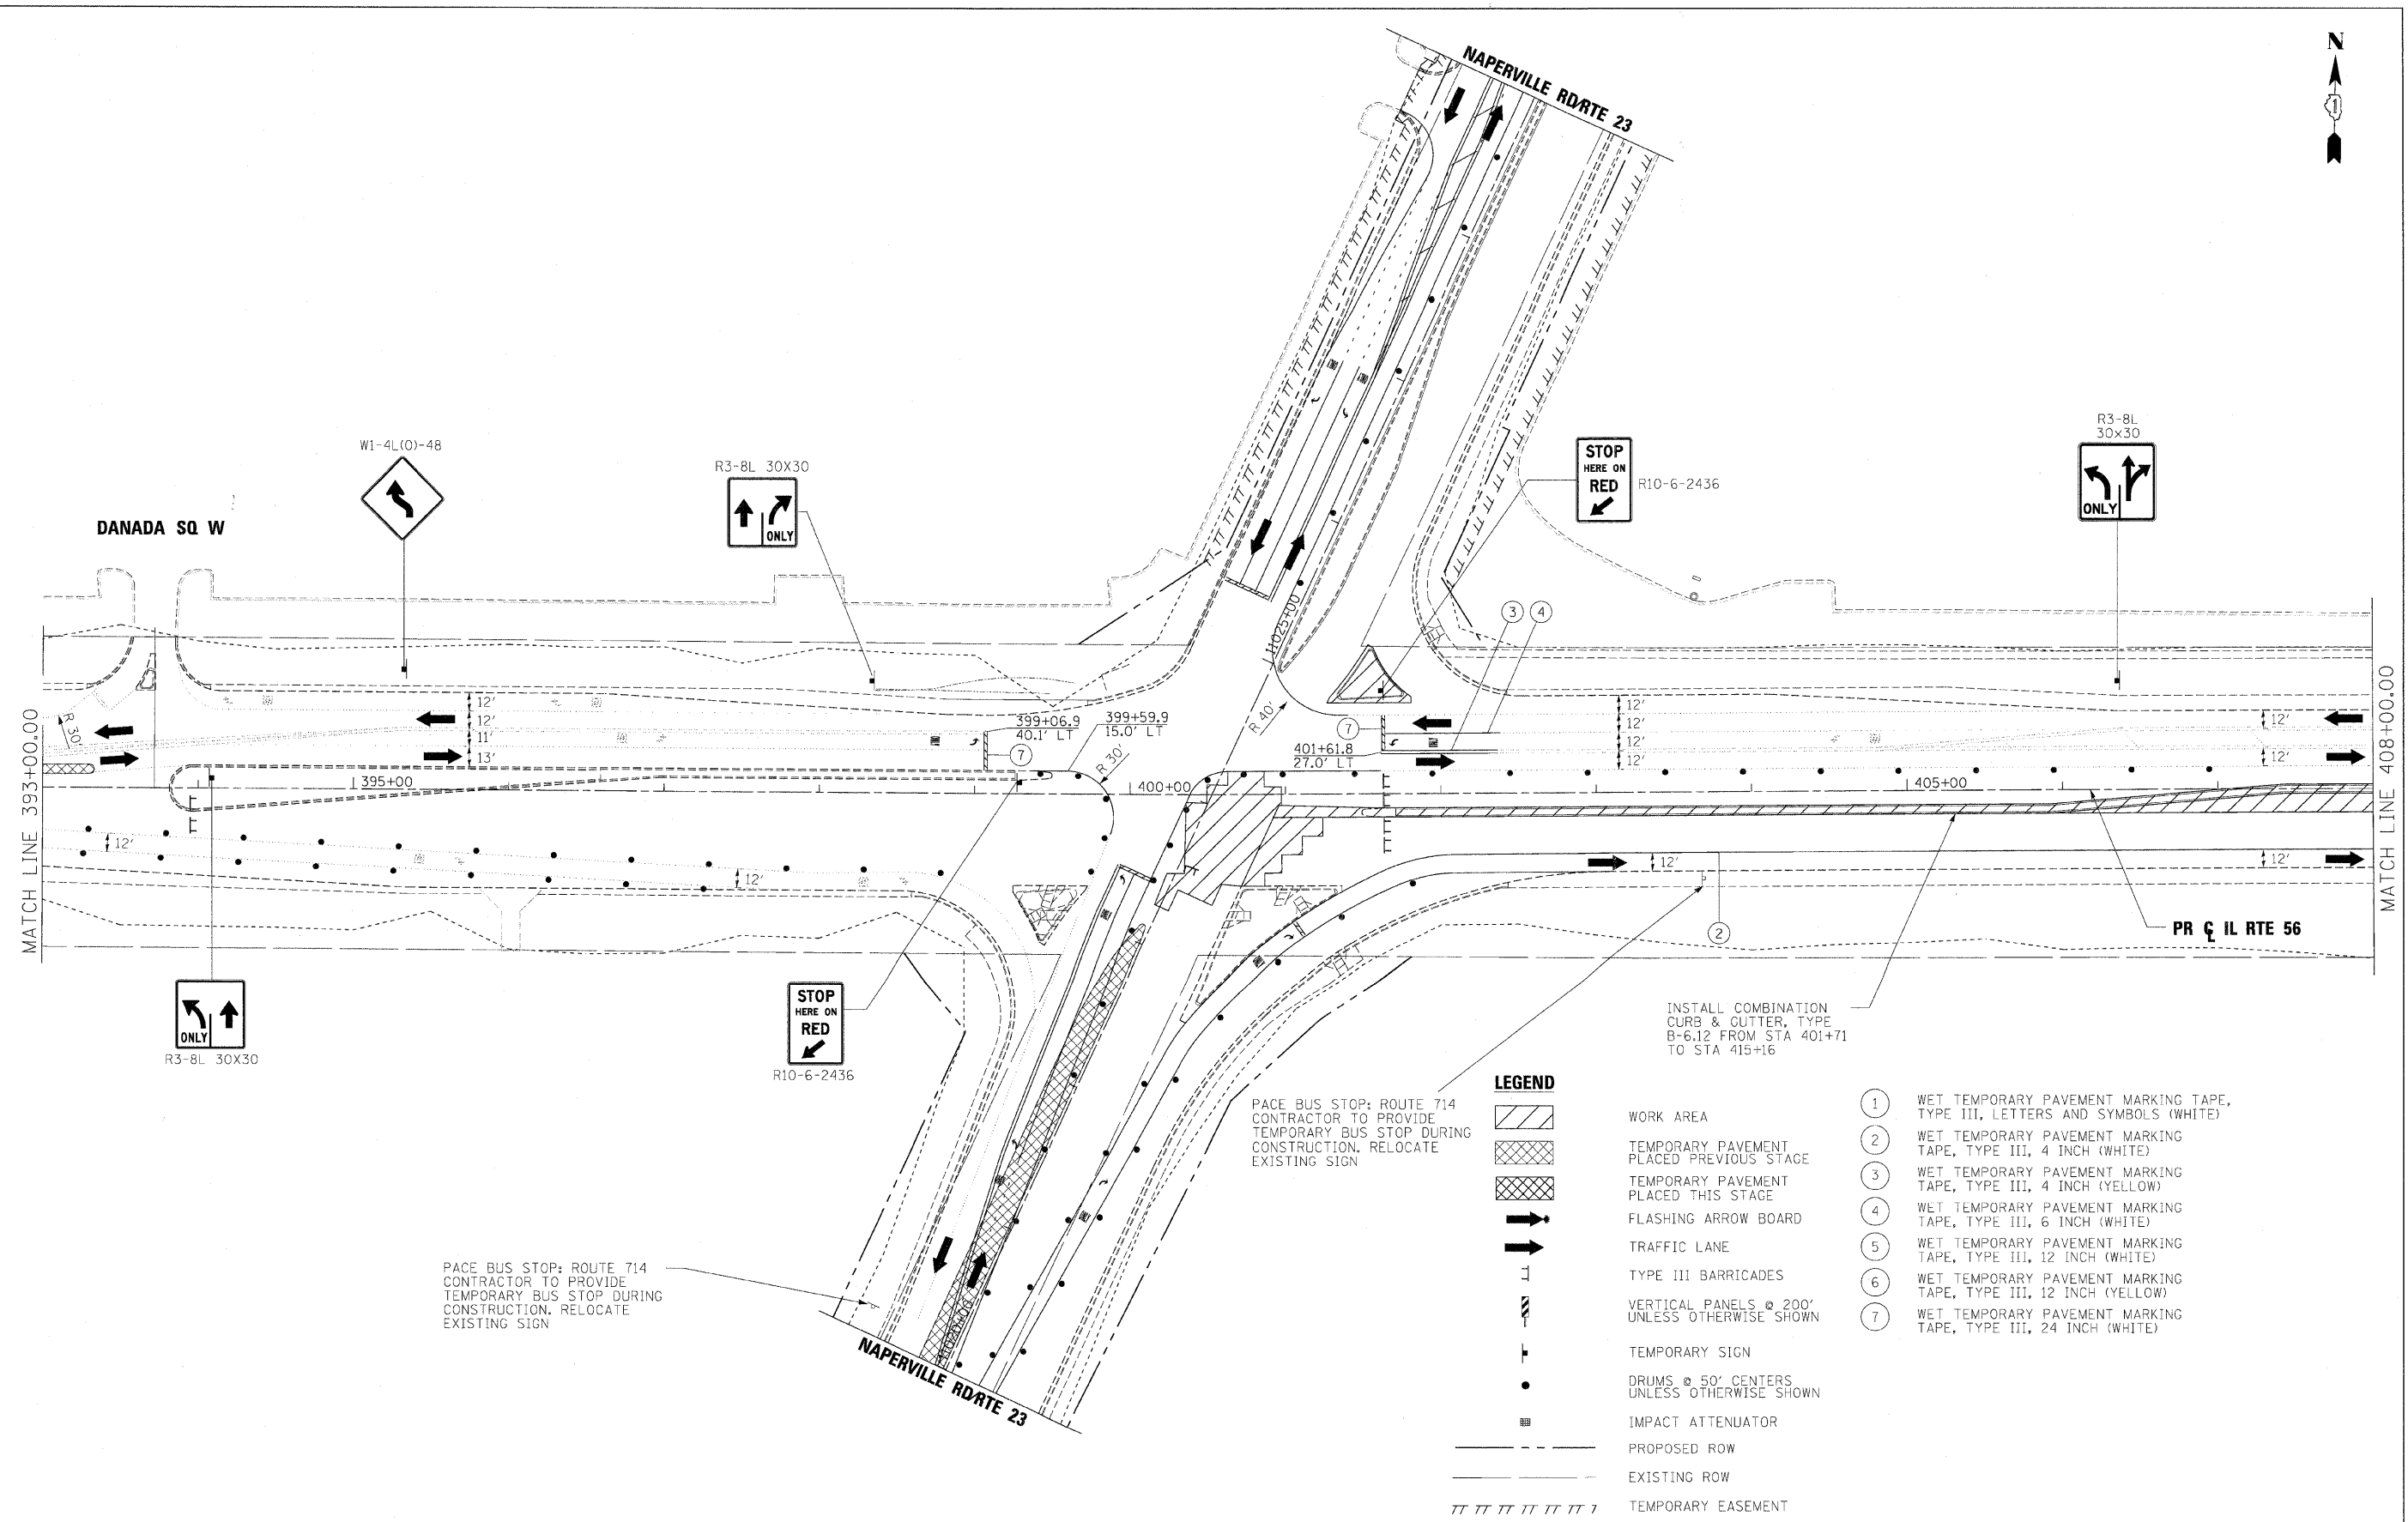 NAPERVILLE RD/RTE 23
N
W1-4L(O)-48
R3-8L 30X30
ONLY
DANADA SQ W
STOP
HERE ON
RED
R10-6-2436
R3-8L
30x30
ONLY
3
4
11025+00
MATCH LINE 393+00.00
R 30'
12'
12'
11'
13'
399+06.9
40.1' LT
399+59.9
15.0' LT
7
R 30'
R 40'
7
401+61.8
27.0' LT
12'
12'
12'
12'
12'
12'
MATCH LINE 408+00.00
395+00
400+00
405+00
12'
12'
12'
12'
2
PR ℄ IL RTE 56
ONLY
R3-8L 30X30
STOP
HERE ON
RED
R10-6-2436
INSTALL COMBINATION
CURB & GUTTER, TYPE
B-6.12 FROM STA 401+71
TO STA 415+16
PACE BUS STOP: ROUTE 714
CONTRACTOR TO PROVIDE
TEMPORARY BUS STOP DURING
CONSTRUCTION. RELOCATE
EXISTING SIGN
PACE BUS STOP: ROUTE 714
CONTRACTOR TO PROVIDE
TEMPORARY BUS STOP DURING
CONSTRUCTION. RELOCATE
EXISTING SIGN
11020+00
NAPERVILLE RD/RTE 23
LEGEND
WORK AREA
TEMPORARY PAVEMENT
PLACED PREVIOUS STAGE
TEMPORARY PAVEMENT
PLACED THIS STAGE
FLASHING ARROW BOARD
TRAFFIC LANE
TYPE III BARRICADES
VERTICAL PANELS @ 200'
UNLESS OTHERWISE SHOWN
TEMPORARY SIGN
DRUMS @ 50' CENTERS
UNLESS OTHERWISE SHOWN
IMPACT ATTENUATOR
PROPOSED ROW
EXISTING ROW
TEMPORARY EASEMENT
1 WET TEMPORARY PAVEMENT MARKING TAPE,
TYPE III, LETTERS AND SYMBOLS (WHITE)
2 WET TEMPORARY PAVEMENT MARKING
TAPE, TYPE III, 4 INCH (WHITE)
3 WET TEMPORARY PAVEMENT MARKING
TAPE, TYPE III, 4 INCH (YELLOW)
4 WET TEMPORARY PAVEMENT MARKING
TAPE, TYPE III, 6 INCH (WHITE)
5 WET TEMPORARY PAVEMENT MARKING
TAPE, TYPE III, 12 INCH (WHITE)
6 WET TEMPORARY PAVEMENT MARKING
TAPE, TYPE III, 12 INCH (YELLOW)
7 WET TEMPORARY PAVEMENT MARKING
TAPE, TYPE III, 24 INCH (WHITE)